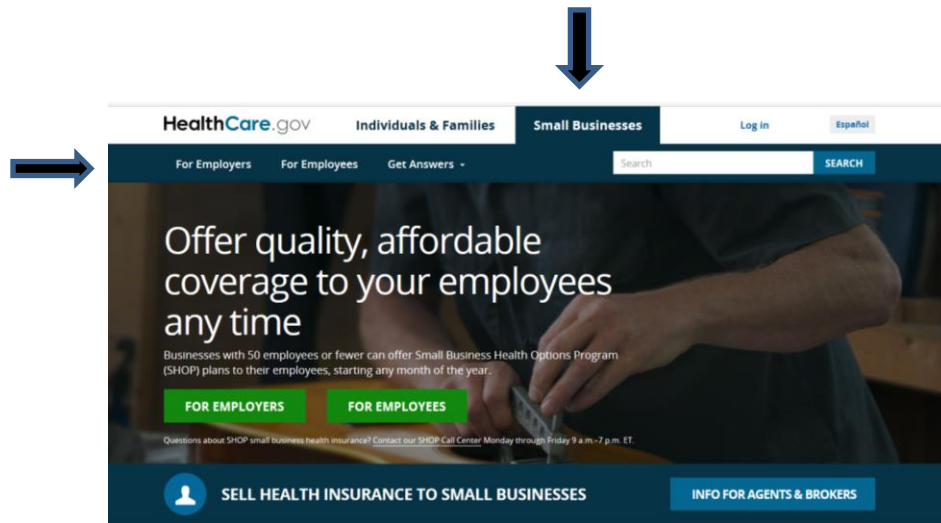 HealthCare.gov Individuals & Families Small Businesses Log in Español
For Employers For Employees Get Answers Search SEARCH
Offer quality, affordable
coverage to your employees
any time
Businesses with 50 employees or fewer can offer Small Business Health Options Program
(SHOP) plans to their employees, starting any month of the year.
FOR EMPLOYERS FOR EMPLOYEES
Questions about SHOP small business health insurance? Contact our SHOP Call Center Monday through Friday 9 a.m.-7 p.m. ET.
SELL HEALTH INSURANCE TO SMALL BUSINESSES INFO FOR AGENTS & BROKERS